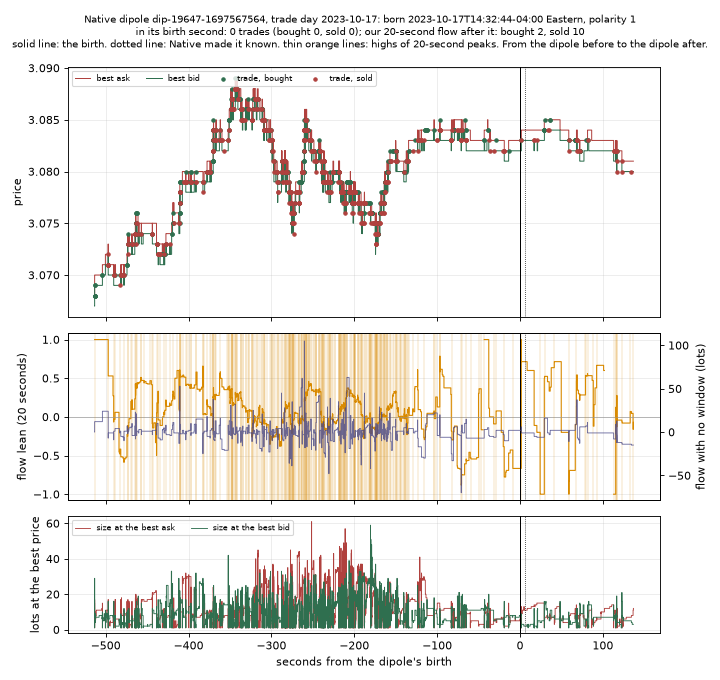 Native dipole dip-19647-1697567564, trade day 2023-10-17: born 2023-10-17T14:32:44-04:00 Eastern, polarity 1
in its birth second: 0 trades (bought 0, sold 0); our 20-second flow after it: bought 2, sold 10
solid line: the birth. dotted line: Native made it known. thin orange lines: highs of 20-second peaks. From the dipole before to the dipole after.
best ask
best bid
trade, bought
trade, sold
3.090
3.085
3.080
3.075
3.070
price
1.0
0.5
0.0
−0.5
−1.0
flow lean (20 seconds)
100
50
0
−50
flow with no window (lots)
size at the best ask
size at the best bid
60
40
20
0
lots at the best price
−500
−400
−300
−200
−100
0
100
seconds from the dipole's birth